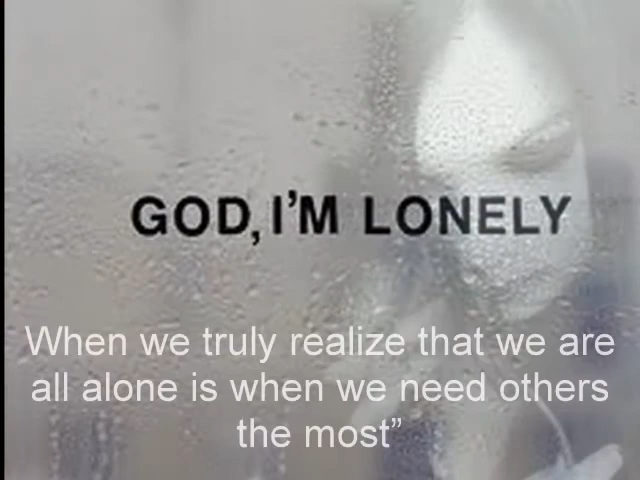 GOD, I'M LONELY
When we truly realize that we are
all alone is when we need others
the most”